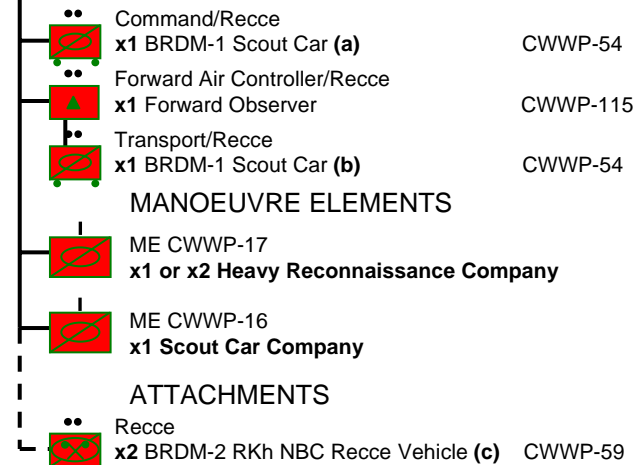 Command/Recce
x1 BRDM-1 Scout Car (a) CWWP-54
Forward Air Controller/Recce
x1 Forward Observer CWWP-115
Transport/Recce
x1 BRDM-1 Scout Car (b) CWWP-54
MANOEUVRE ELEMENTS
ME CWWP-17
x1 or x2 Heavy Reconnaissance Company
ME CWWP-16
x1 Scout Car Company
ATTACHMENTS
Recce
x2 BRDM-2 RKh NBC Recce Vehicle (c) CWWP-59